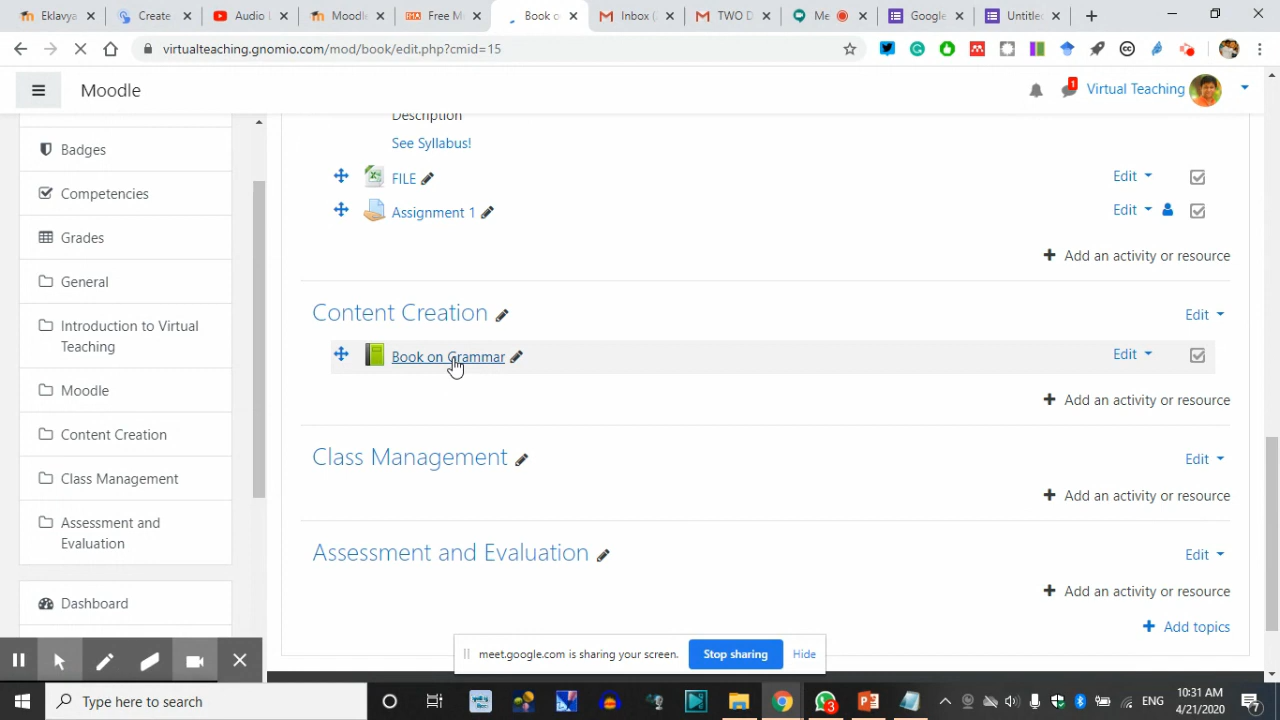 Eklavya
Create
Audio L
Moodle
Free M
Book o
Inbox (
TWO D
Me
Google
Untitle
virtualteaching.gnomio.com/mod/book/edit.php?cmid=15
Moodle
1
Virtual Teaching
Badges
Competencies
Grades
General
Introduction to Virtual
Teaching
Moodle
Content Creation
Class Management
Assessment and
Evaluation
Dashboard
Description
See Syllabus!
FILE
Edit
Assignment 1
Edit
Add an activity or resource
Content Creation
Edit
Book on Grammar
Edit
Add an activity or resource
Class Management
Edit
Add an activity or resource
Assessment and Evaluation
Edit
Add an activity or resource
Add topics
meet.google.com is sharing your screen.
Stop sharing
Hide
Type here to search
3
ENG
10:31 AM
4/21/2020
7